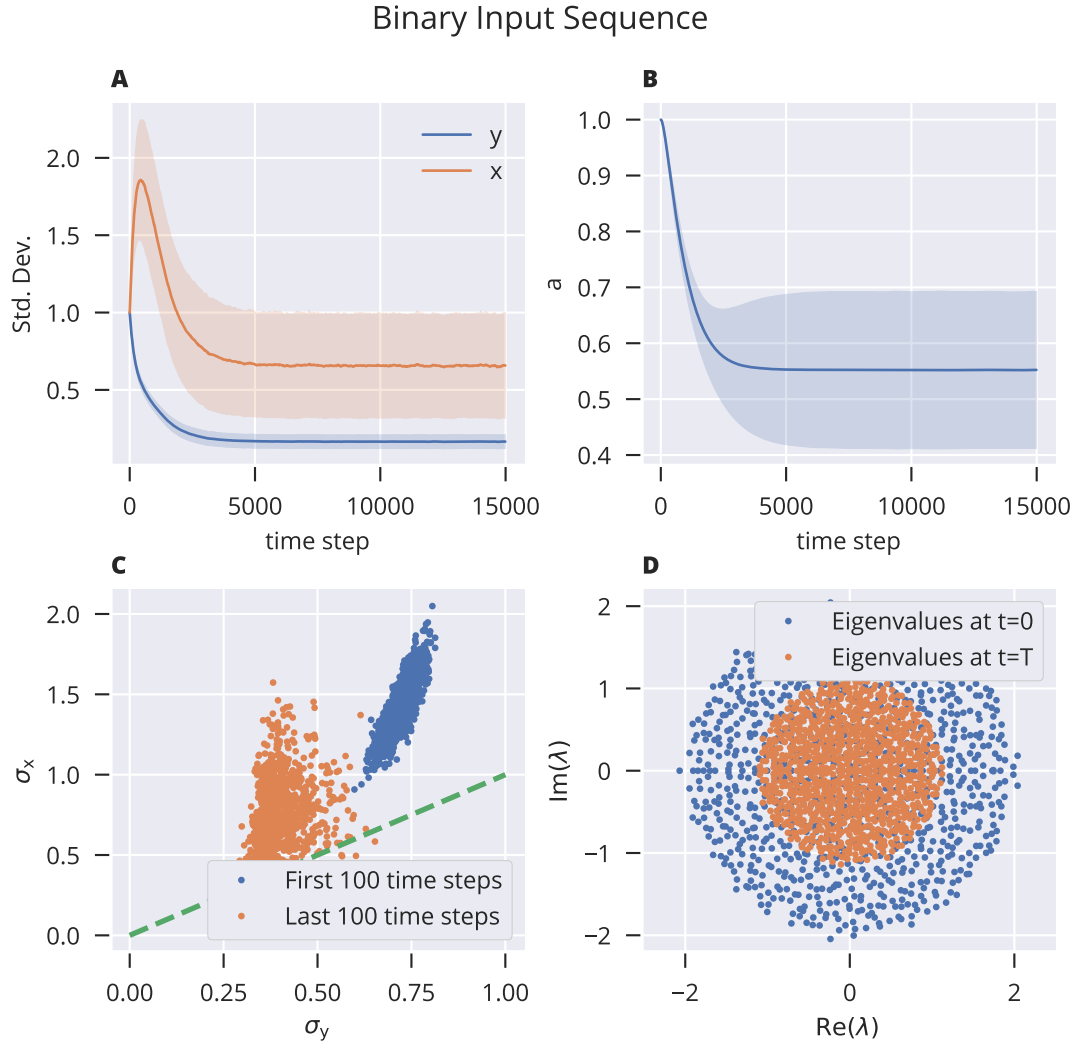 Binary Input Sequence
A
B
Std. Dev.
2.0
1.5
1.0
0.5
y
x
0
5000
10000
15000
time step
a
1.0
0.9
0.8
0.7
0.6
0.5
0.4
0
5000
10000
15000
time step
C
D
σx
2.0
1.5
1.0
0.5
0.0
First 100 time steps
Last 100 time steps
0.00
0.25
0.50
0.75
1.00
σy
Im(λ)
2
1
0
−1
−2
Eigenvalues at t=0
Eigenvalues at t=T
−2
0
2
Re(λ)